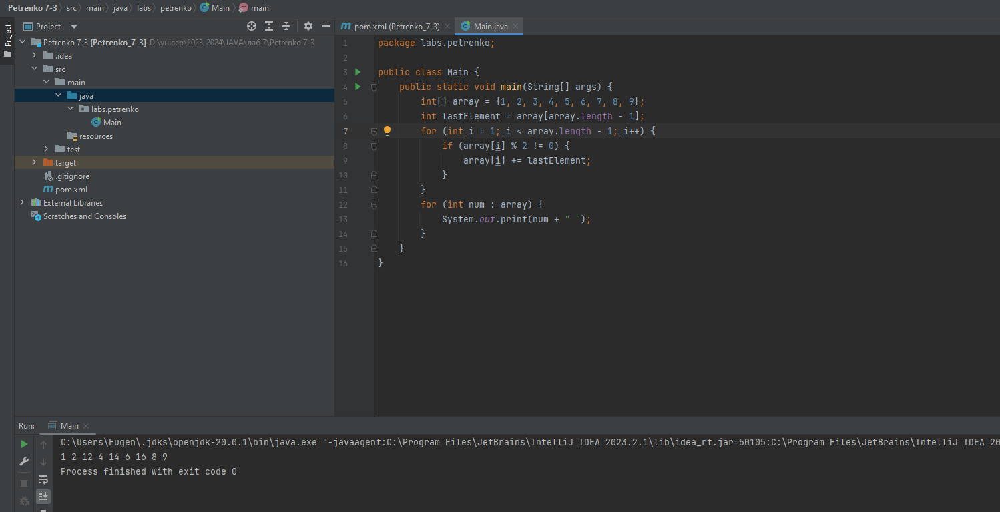 Petrenko 7-3 src main java labs petrenko Main main
Project
Project
Petrenko 7-3 [Petrenko_7-3] D:\універ\2023-2024\JAVA\лаб 7\Petrenko 7-3
.idea
src
main
java
labs.petrenko
Main
resources
test
target
.gitignore
pom.xml
External Libraries
Scratches and Consoles
pom.xml (Petrenko_7-3) Main.java
1 package labs.petrenko;
2
3 public class Main {
4 public static void main(String[] args) {
5 int[] array = {1, 2, 3, 4, 5, 6, 7, 8, 9};
6 int lastElement = array[array.length - 1];
7 for (int i = 1; i < array.length - 1; i++) {
8 if (array[i] % 2 != 0) {
9 array[i] += lastElement;
10 }
11 }
12 for (int num : array) {
13 System.out.print(num + " ");
14 }
15 }
16 }
Run: Main
C:\Users\Eugen\.jdks\openjdk-20.0.1\bin\java.exe "-javaagent:C:\Program Files\JetBrains\IntelliJ IDEA 2023.2.1\lib\idea_rt.jar=50105:C:\Program Files\JetBrains\IntelliJ IDEA 20
1 2 12 4 14 6 16 8 9
Process finished with exit code 0